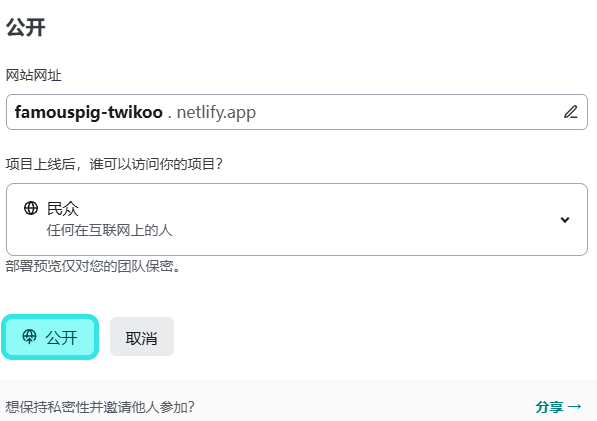 公开
网站网址
famouspig-twikoo . netlify.app
项目上线后，谁可以访问你的项目？
民众
任何在互联网上的人
部署预览仅对您的团队保密。
公开 取消
想保持私密性并邀请他人参加？ 分享 →